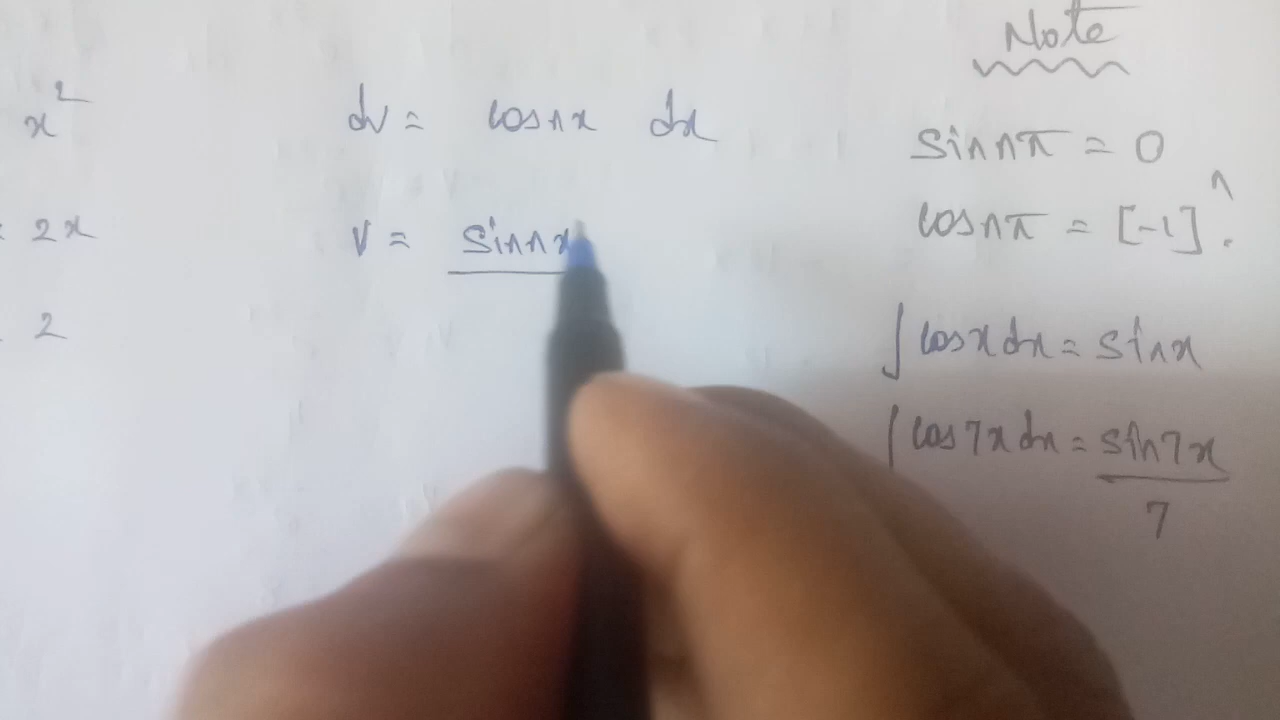 x²
dv = cosnx dx
: 2x
v = sinnx
2
Note
sinnπ = 0
cosnπ = [-1]ⁿ.
∫ cosx dx = sinx
∫ cos7x dx = sin7x
7